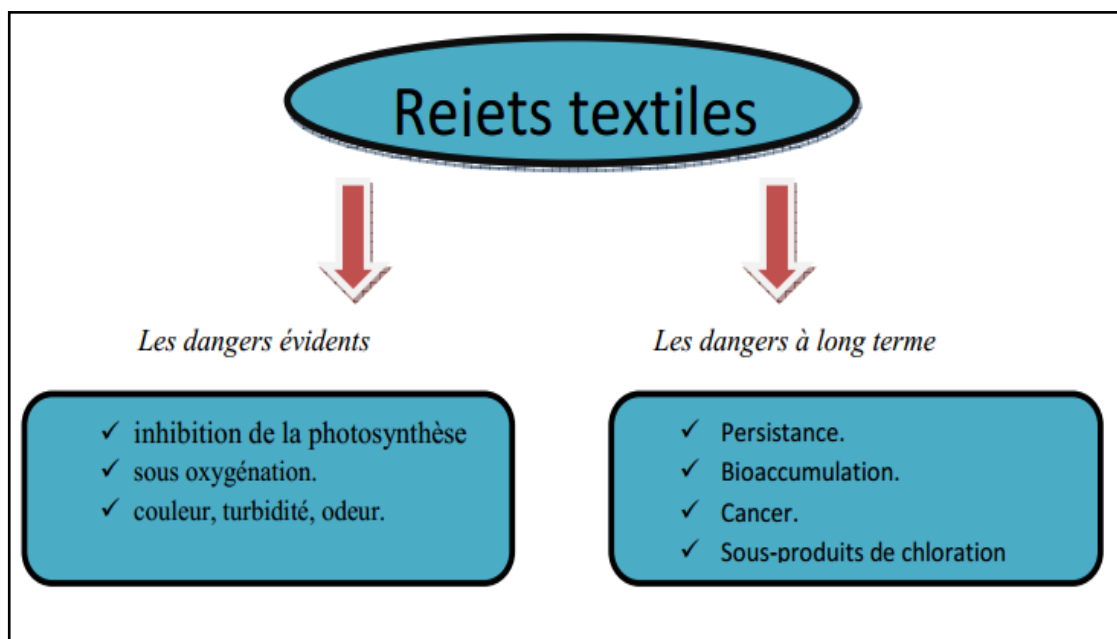 Rejets textiles
Les dangers évidents
Les dangers à long terme
✓ inhibition de la photosynthèse
✓ sous oxygénation.
✓ couleur, turbidité, odeur.
✓ Persistance.
✓ Bioaccumulation.
✓ Cancer.
✓ Sous-produits de chloration